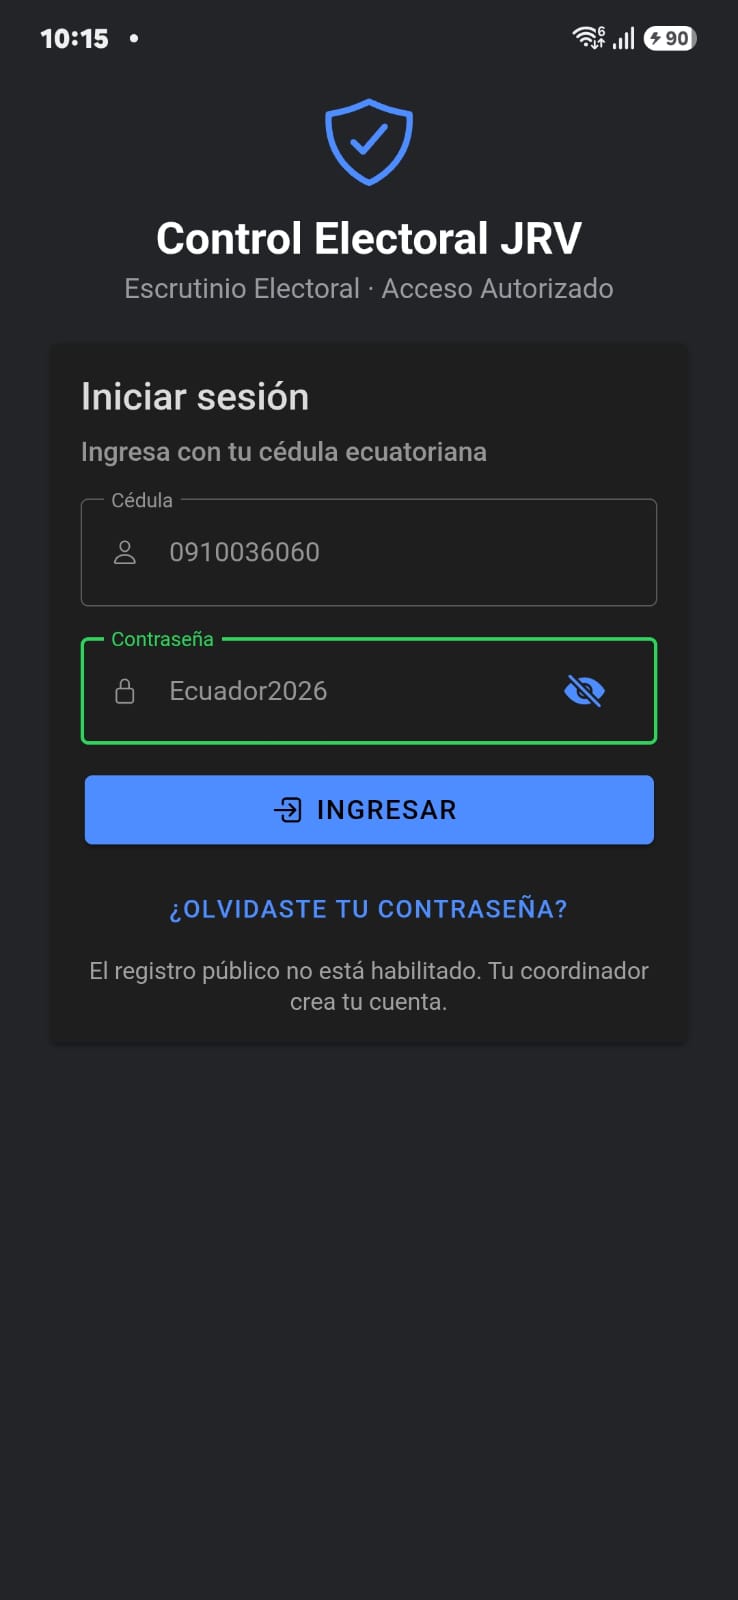 10:15
6
90
Control Electoral JRV
Escrutinio Electoral · Acceso Autorizado
Iniciar sesión
Ingresa con tu cédula ecuatoriana
Cédula
0910036060
Contraseña
Ecuador2026
INGRESAR
¿OLVIDASTE TU CONTRASEÑA?
El registro público no está habilitado. Tu coordinador
crea tu cuenta.